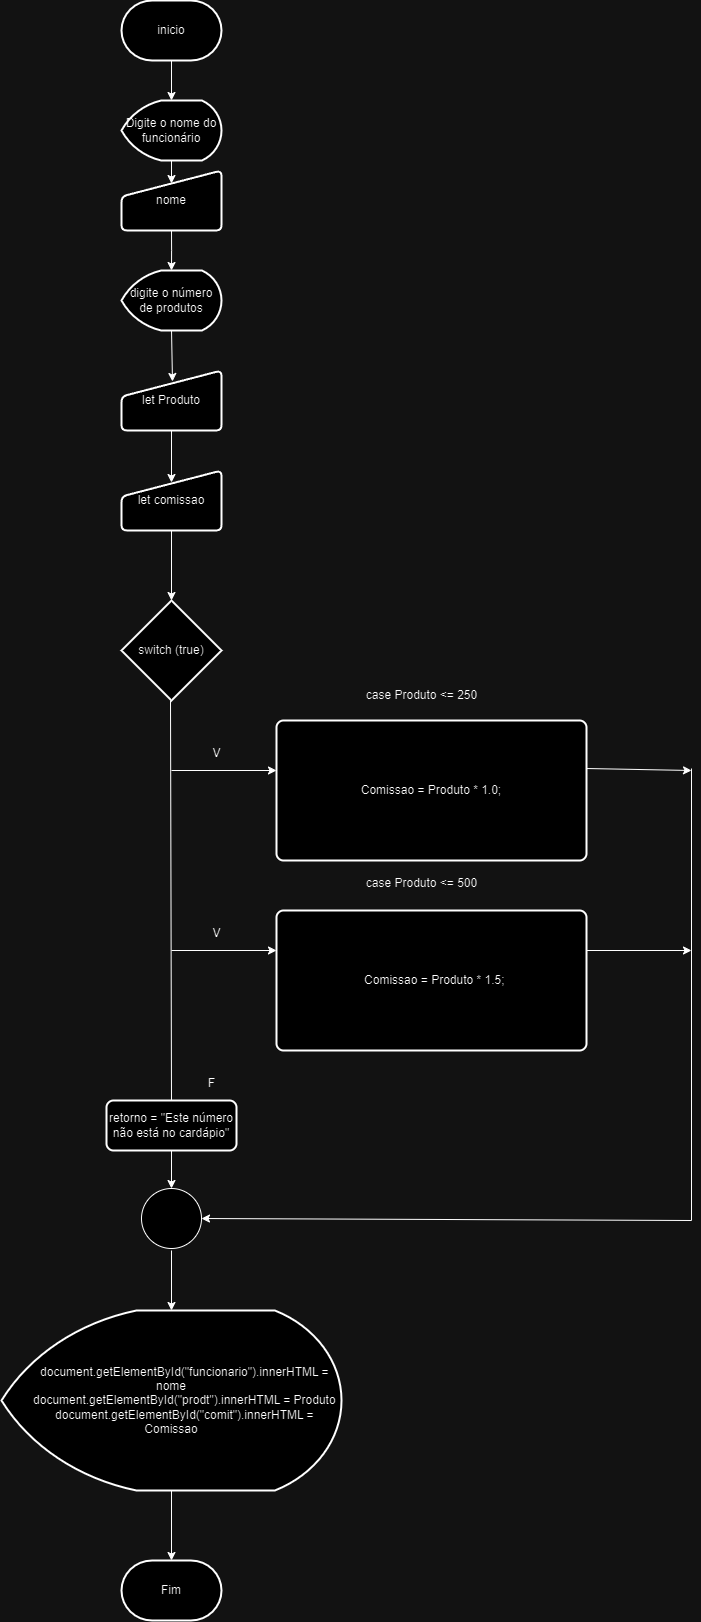 inicio
Digite o nome do
funcionário
nome
digite o número
de produtos
let Produto
let comissao
switch (true)
case Produto <= 250
V
Comissao = Produto * 1.0;
case Produto <= 500
V
Comissao = Produto * 1.5;
F
retorno = "Este número
não está no cardápio"
document.getElementById("funcionario").innerHTML =
nome
document.getElementById("prodt").innerHTML = Produto
document.getElementById("comit").innerHTML =
Comissao
Fim